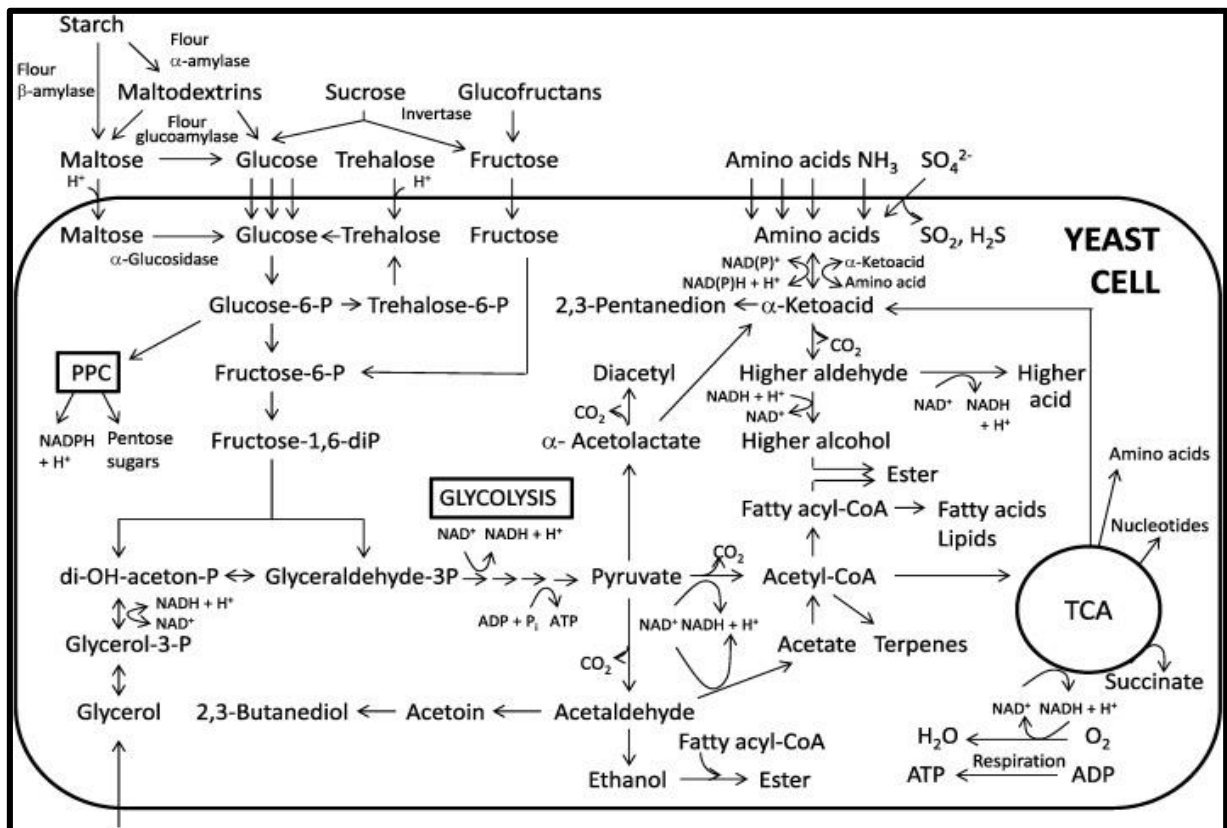 Starch
Flour
α-amylase
Flour
β-amylase
Maltodextrins
Sucrose
Glucofructans
Invertase
Flour
glucoamylase
Maltose
Glucose
Trehalose
Fructose
Amino acids
NH₃
SO₄²⁻
H⁺
H⁺
Maltose
Glucose
Trehalose
Fructose
Amino acids
SO₂, H₂S
YEAST
CELL
α-Glucosidase
NAD(P)⁺
NAD(P)H + H⁺
α-Ketoacid
Amino acid
Glucose-6-P
Trehalose-6-P
2,3-Pentanedion
α-Ketoacid
CO₂
PPC
Fructose-6-P
Diacetyl
Higher aldehyde
Higher
acid
NADH + H⁺
NAD⁺
NAD⁺
NADH
+ H⁺
CO₂
NADPH
+ H⁺
Pentose
sugars
Fructose-1,6-diP
α- Acetolactate
Higher alcohol
Ester
Amino acids
GLYCOLYSIS
Fatty acyl-CoA
Fatty acids
Lipids
Nucleotides
NAD⁺ NADH + H⁺
CO₂
di-OH-aceton-P
Glyceraldehyde-3P
Pyruvate
Acetyl-CoA
TCA
NADH + H⁺
NAD⁺
ADP + Pᵢ ATP
NAD⁺ NADH + H⁺
Glycerol-3-P
CO₂
Acetate
Terpenes
Succinate
Glycerol
2,3-Butanediol
Acetoin
Acetaldehyde
NAD⁺ NADH + H⁺
H₂O
O₂
Fatty acyl-CoA
Respiration
Ethanol
Ester
ATP
ADP